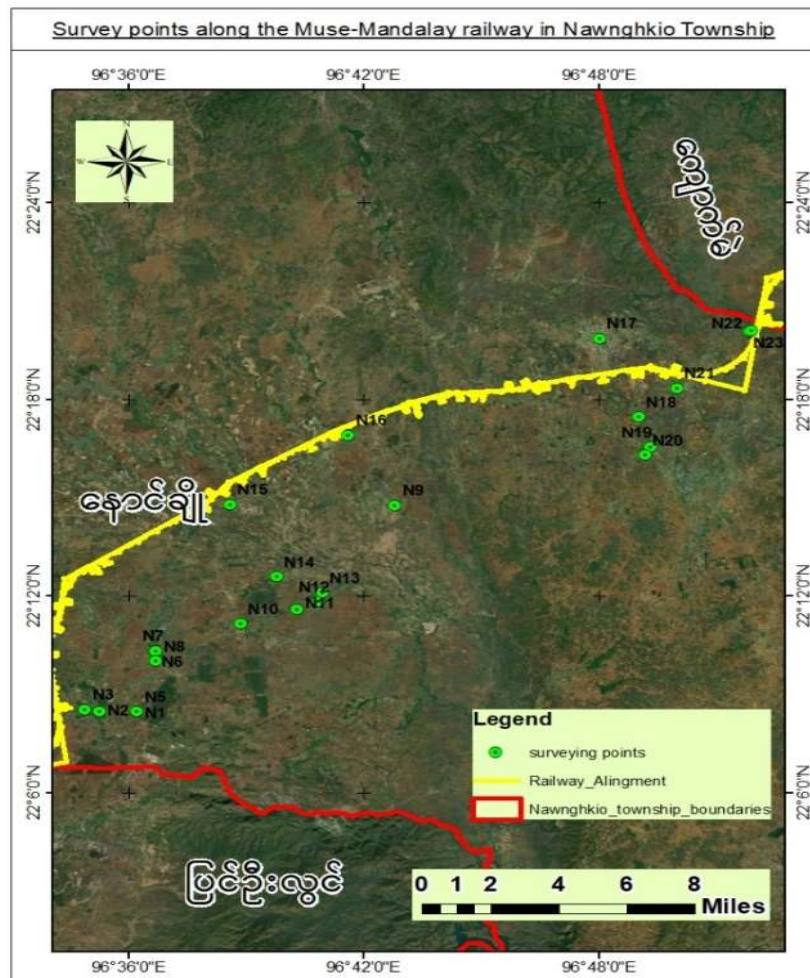 Survey points along the Muse-Mandalay railway in Nawnghkio Township
96°36'0"E 96°42'0"E 96°48'0"E
N
W E
S
ကျောက်မဲ
22°24'0"N 22°24'0"N
N17
N22
N23
N21
22°18'0"N 22°18'0"N
N18
N16
N19 N20
နောင်ချို
N15 N9
N14
N13
N12
22°12'0"N 22°12'0"N
N11
N10
N7
N8
N6
N3 N5
N2 N1
Legend
surveying points
Railway_Alingment
22°6'0"N 22°6'0"N
Nawnghkio_township_boundaries
ပြင်ဦးလွင်
0 1 2 4 6 8
Miles
96°36'0"E 96°42'0"E 96°48'0"E